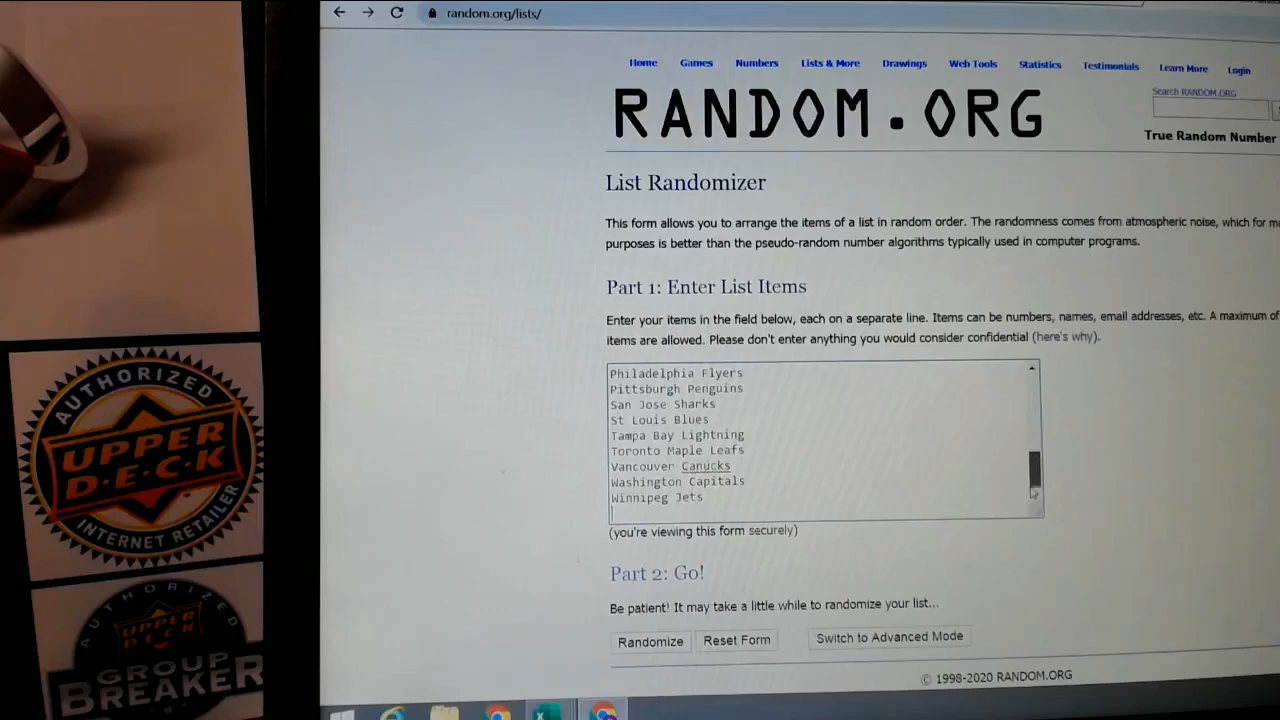 random.org/lists/
Home Games Numbers Lists & More Drawings Web Tools Statistics Testimonials Learn More Login
Search RANDOM.ORG
RANDOM.ORG
True Random Number
List Randomizer
This form allows you to arrange the items of a list in random order. The randomness comes from atmospheric noise, which for
purposes is better than the pseudo-random number algorithms typically used in computer programs.
Part 1: Enter List Items
Enter your items in the field below, each on a separate line. Items can be numbers, names, email addresses, etc. A maximum of
items are allowed. Please don't enter anything you would consider confidential (here's why).
Philadelphia Flyers
Pittsburgh Penguins
San Jose Sharks
St Louis Blues
Tampa Bay Lightning
Toronto Maple Leafs
Vancouver Canucks
Washington Capitals
Winnipeg Jets
(you're viewing this form securely)
Part 2: Go!
Be patient! It may take a little while to randomize your list...
Randomize Reset Form Switch to Advanced Mode
© 1998-2020 RANDOM.ORG
AUTHORIZED
UPPER
D·E·C·K
INTERNET RETAILER
AUTHORIZED
UPPER
DECK
GROUP
BREAKER